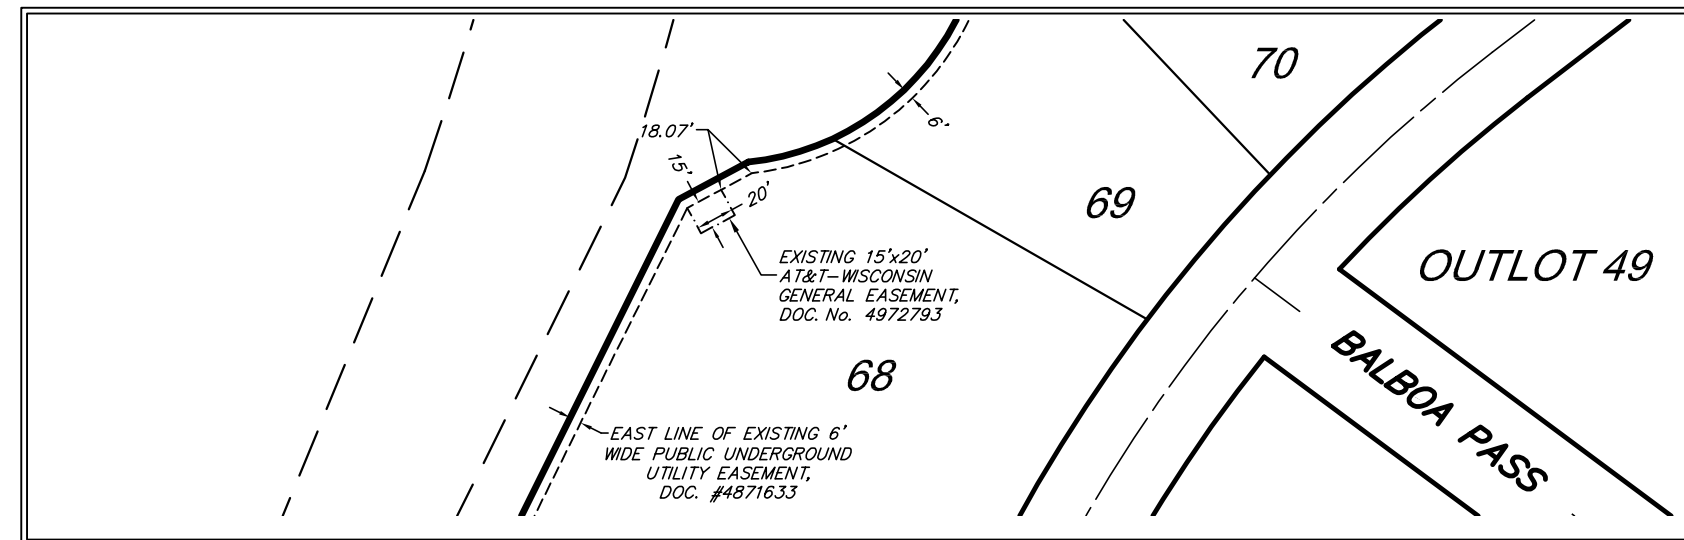 70
6'
18.07'
15'
20'
69
EXISTING 15'x20'
AT&T-WISCONSIN
GENERAL EASEMENT,
DOC. No. 4972793
OUTLOT 49
BALBOA PASS
68
EAST LINE OF EXISTING 6'
WIDE PUBLIC UNDERGROUND
UTILITY EASEMENT,
DOC. #4871633